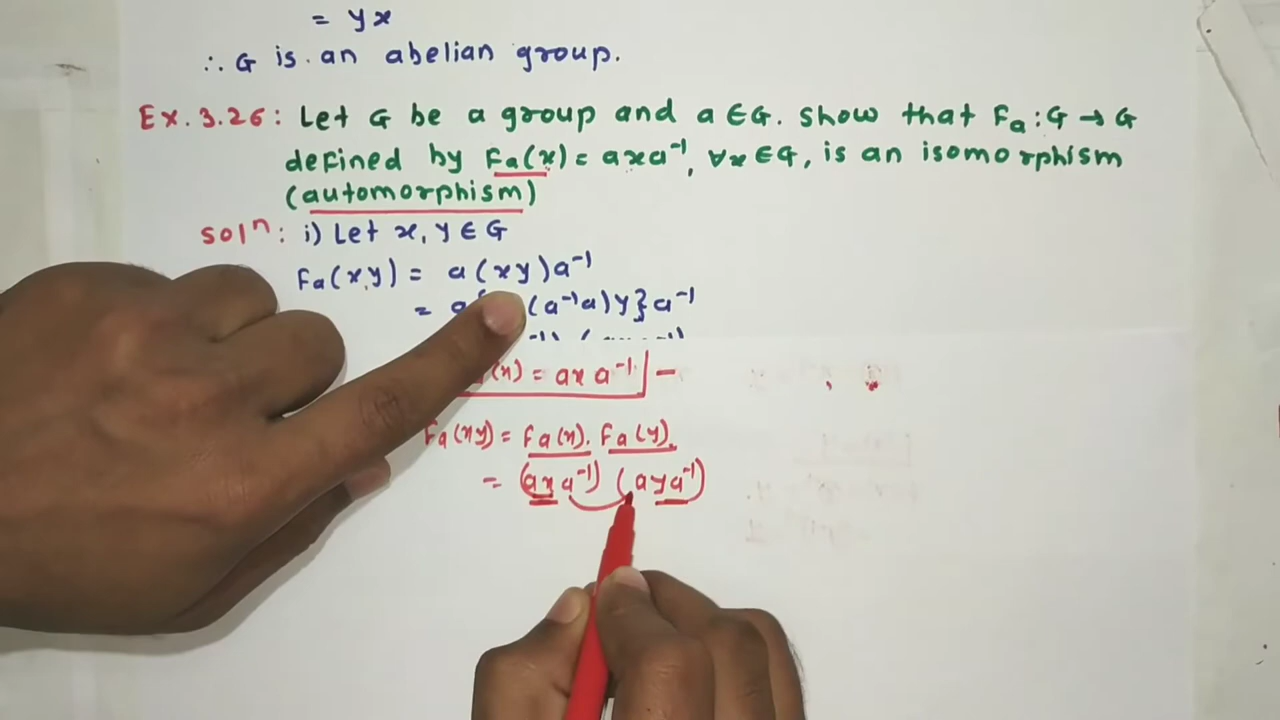 = yx
∴ G is an abelian group.
Ex. 3.26: Let G be a group and a ∈ G. show that Fa : G → G
defined by Fa(x) = axa⁻¹, ∀x ∈ G, is an isomorphism
(automorphism)
Solⁿ: i) Let x, y ∈ G
Fa(x,y) = a(xy)a⁻¹
= a (a⁻¹a)y}a⁻¹
(x) = axa⁻¹ –
Fa(xy) = Fa(x). Fa(y).
= (axa⁻¹) (aya⁻¹)